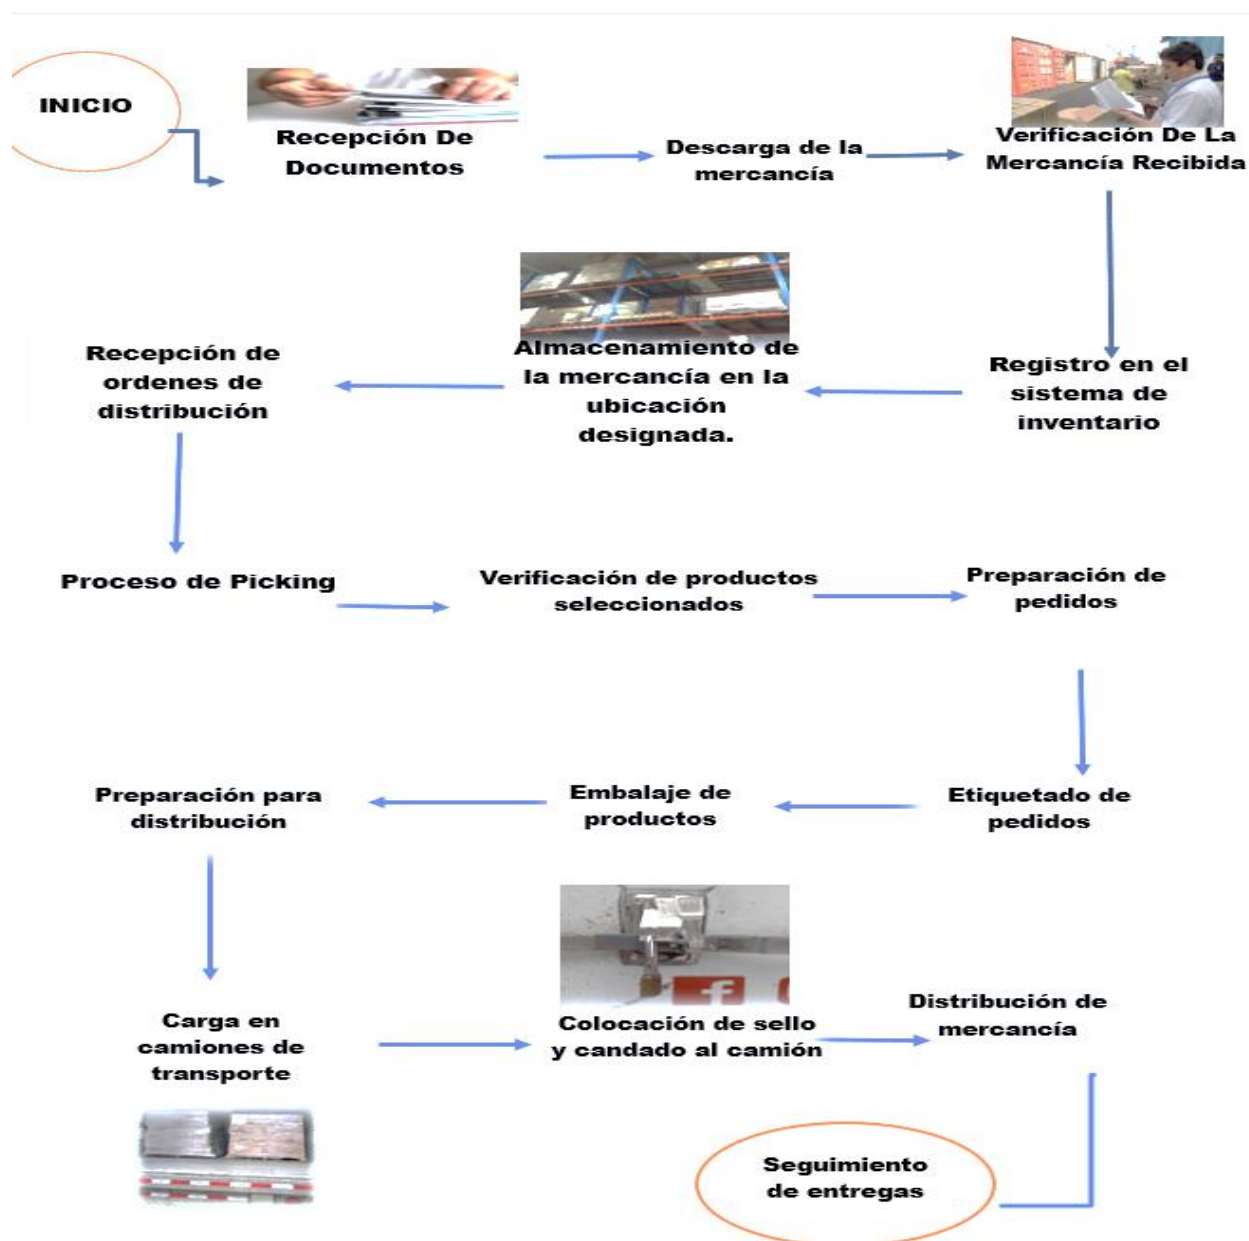 INICIO
Recepción De
Documentos
Descarga de la
mercancía
Verificación De La
Mercancía Recibida
Registro en el
sistema de
inventario
Almacenamiento de
la mercancía en la
ubicación
designada.
Recepción de
ordenes de
distribución
Proceso de Picking
Verificación de productos
seleccionados
Preparación de
pedidos
Etiquetado de
pedidos
Embalaje de
productos
Preparación para
distribución
Carga en
camiones de
transporte
Colocación de sello
y candado al camión
Distribución de
mercancía
Seguimiento
de entregas